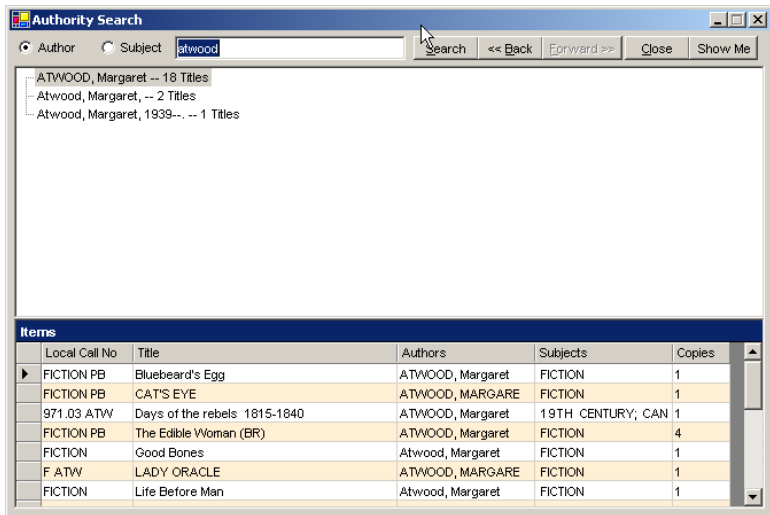 Authority Search
Author Subject atwood Search << Back Forward >> Close Show Me
ATWOOD, Margaret -- 18 Titles
Atwood, Margaret, -- 2 Titles
Atwood, Margaret, 1939--. -- 1 Titles
Items
Local Call No Title Authors Subjects Copies
FICTION PB Bluebeard's Egg ATWOOD, Margaret FICTION 1
FICTION PB CAT'S EYE ATWOOD, MARGARE FICTION 1
971.03 ATW Days of the rebels 1815-1840 ATWOOD, Margaret 19TH CENTURY; CAN 1
FICTION PB The Edible Woman (BR) ATWOOD, Margaret FICTION 4
FICTION Good Bones Atwood, Margaret FICTION 1
F ATW LADY ORACLE ATWOOD, MARGARE FICTION 1
FICTION Life Before Man Atwood, Margaret FICTION 1